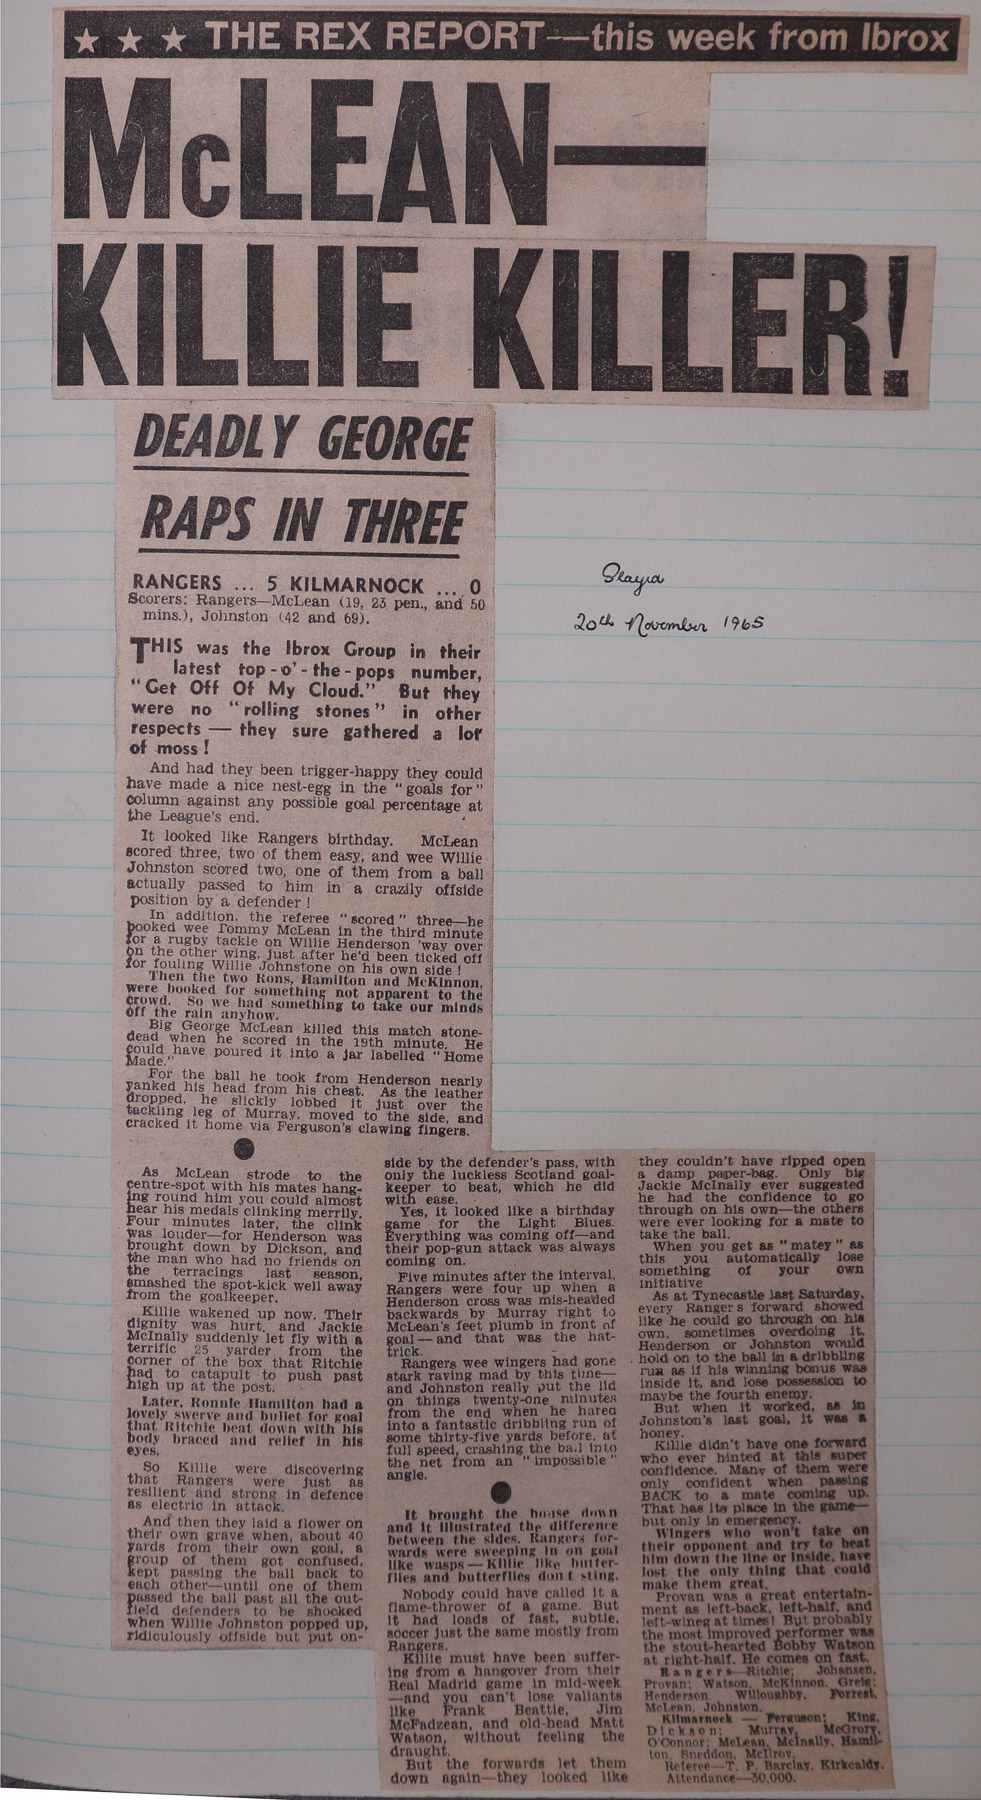 ★ ★ ★ THE REX REPORT—this week from Ibrox
McLEAN—
KILLIE KILLER!
DEADLY GEORGE
RAPS IN THREE
RANGERS ... 5 KILMARNOCK ... 0
Scorers: Rangers—McLean (19, 23 pen., and 50
mins.), Johnston (42 and 69).
Played
20th November 1965
THIS was the Ibrox Group in their
latest top-o'-the-pops number,
"Get Off Of My Cloud." But they
were no "rolling stones" in other
respects — they sure gathered a lot
of moss!
And had they been trigger-happy they could
have made a nice nest-egg in the "goals for"
column against any possible goal percentage at
the League's end.
It looked like Rangers birthday. McLean
scored three, two of them easy, and wee Willie
Johnston scored two, one of them from a ball
actually passed to him in a crazily offside
position by a defender!
In addition, the referee "scored" three—he
booked wee Tommy McLean in the third minute
for a rugby tackle on Willie Henderson 'way over
on the other wing, just after he'd been ticked off
for fouling Willie Johnstone on his own side!
Then the two Rons, Hamilton and McKinnon,
were booked for something not apparent to the
crowd. So we had something to take our minds
off the rain anyhow.
Big George McLean killed this match stone-
dead when he scored in the 19th minute. He
could have poured it into a jar labelled "Home
Made."
For the ball he took from Henderson nearly
yanked his head from his chest. As the leather
dropped, he slickly lobbed it just over the
tackling leg of Murray, moved to the side, and
cracked it home via Ferguson's clawing fingers.
As McLean strode to the
centre-spot with his mates hang-
ing round him you could almost
hear his medals clinking merrily.
Four minutes later, the clink
was louder—for Henderson was
brought down by Dickson, and
the man who had no friends on
the terracings last season,
smashed the spot-kick well away
from the goalkeeper.
Killie wakened up now. Their
dignity was hurt, and Jackie
McInally suddenly let fly with a
terrific 25 yarder from the
corner of the box that Ritchie
had to catapult to push past
high up at the post.
Later, Ronnie Hamilton had a
lovely swerve and bullet for goal
that Ritchie beat down with his
body braced and relief in his
eyes.
So Killie were discovering
that Rangers were just as
resilient and strong in defence
as electric in attack.
And then they laid a flower on
their own grave when, about 40
yards from their own goal, a
group of them got confused,
kept passing the ball back to
each other—until one of them
passed the ball past all the out-
field defenders to be shocked
when Willie Johnston popped up,
ridiculously offside but put on-
side by the defender's pass, with
only the luckless Scotland goal-
keeper to beat, which he did
with ease.
Yes, it looked like a birthday
game for the Light Blues.
Everything was coming off—and
their pop-gun attack was always
coming on.
Five minutes after the interval,
Rangers were four up when a
Henderson cross was mis-headed
backwards by Murray right to
McLean's feet plumb in front of
goal—and that was the hat-
trick.
Rangers wee wingers had gone
stark raving mad by this time—
and Johnston really put the lid
on things twenty-one minutes
from the end when he hared
into a fantastic dribbling run of
some thirty-five yards before, at
full speed, crashing the ball into
the net from an "impossible"
angle.
It brought the house down
and it illustrated the difference
between the sides. Rangers for-
wards were sweeping in on goal
like wasps—Killie like butter-
flies and butterflies don't sting.
Nobody could have called it a
flame-thrower of a game. But
it had loads of fast, subtle,
soccer just the same mostly from
Rangers.
Killie must have been suffer-
ing from a hangover from their
Real Madrid game in mid-week
—and you can't lose valiants
like Frank Beattie, Jim
McFadzean, and old-head Matt
Watson, without feeling the
draught.
But the forwards let them
down again—they looked like
they couldn't have ripped open
a damp paper-bag. Only big
Jackie McInally ever suggested
he had the confidence to go
through on his own—the others
were ever looking for a mate to
take the ball.
When you get as "matey" as
this you automatically lose
something of your own
initiative
As at Tynecastle last Saturday,
every Rangers forward showed
like he could go through on his
own, sometimes overdoing it.
Henderson or Johnston would
hold on to the ball in a dribbling
run as if his winning bonus was
inside it, and lose possession to
maybe the fourth enemy.
But when it worked, as in
Johnston's last goal, it was a
honey.
Killie didn't have one forward
who ever hinted at this super
confidence. Many of them were
only confident when passing
BACK to a mate coming up.
That has its place in the game—
but only in emergency.
Wingers who won't take on
their opponent and try to beat
him down the line or inside, have
lost the only thing that could
make them great.
Provan was a great entertain-
ment as left-back, left-half, and
left-wing at times! But probably
the most improved performer was
the stout-hearted Bobby Watson
at right-half. He comes on fast.
Rangers—Ritchie; Johansen,
Provan; Watson, McKinnon, Greig;
Henderson, Willoughby, Forrest,
McLean, Johnston.
Kilmarnock — Ferguson; King,
Dickson; Murray, McGrory,
O'Connor; McLean, McInally, Hamil-
ton, Sneddon, McIlroy.
Referee—T. P. Barclay, Kirkcaldy.
Attendance—30,000.